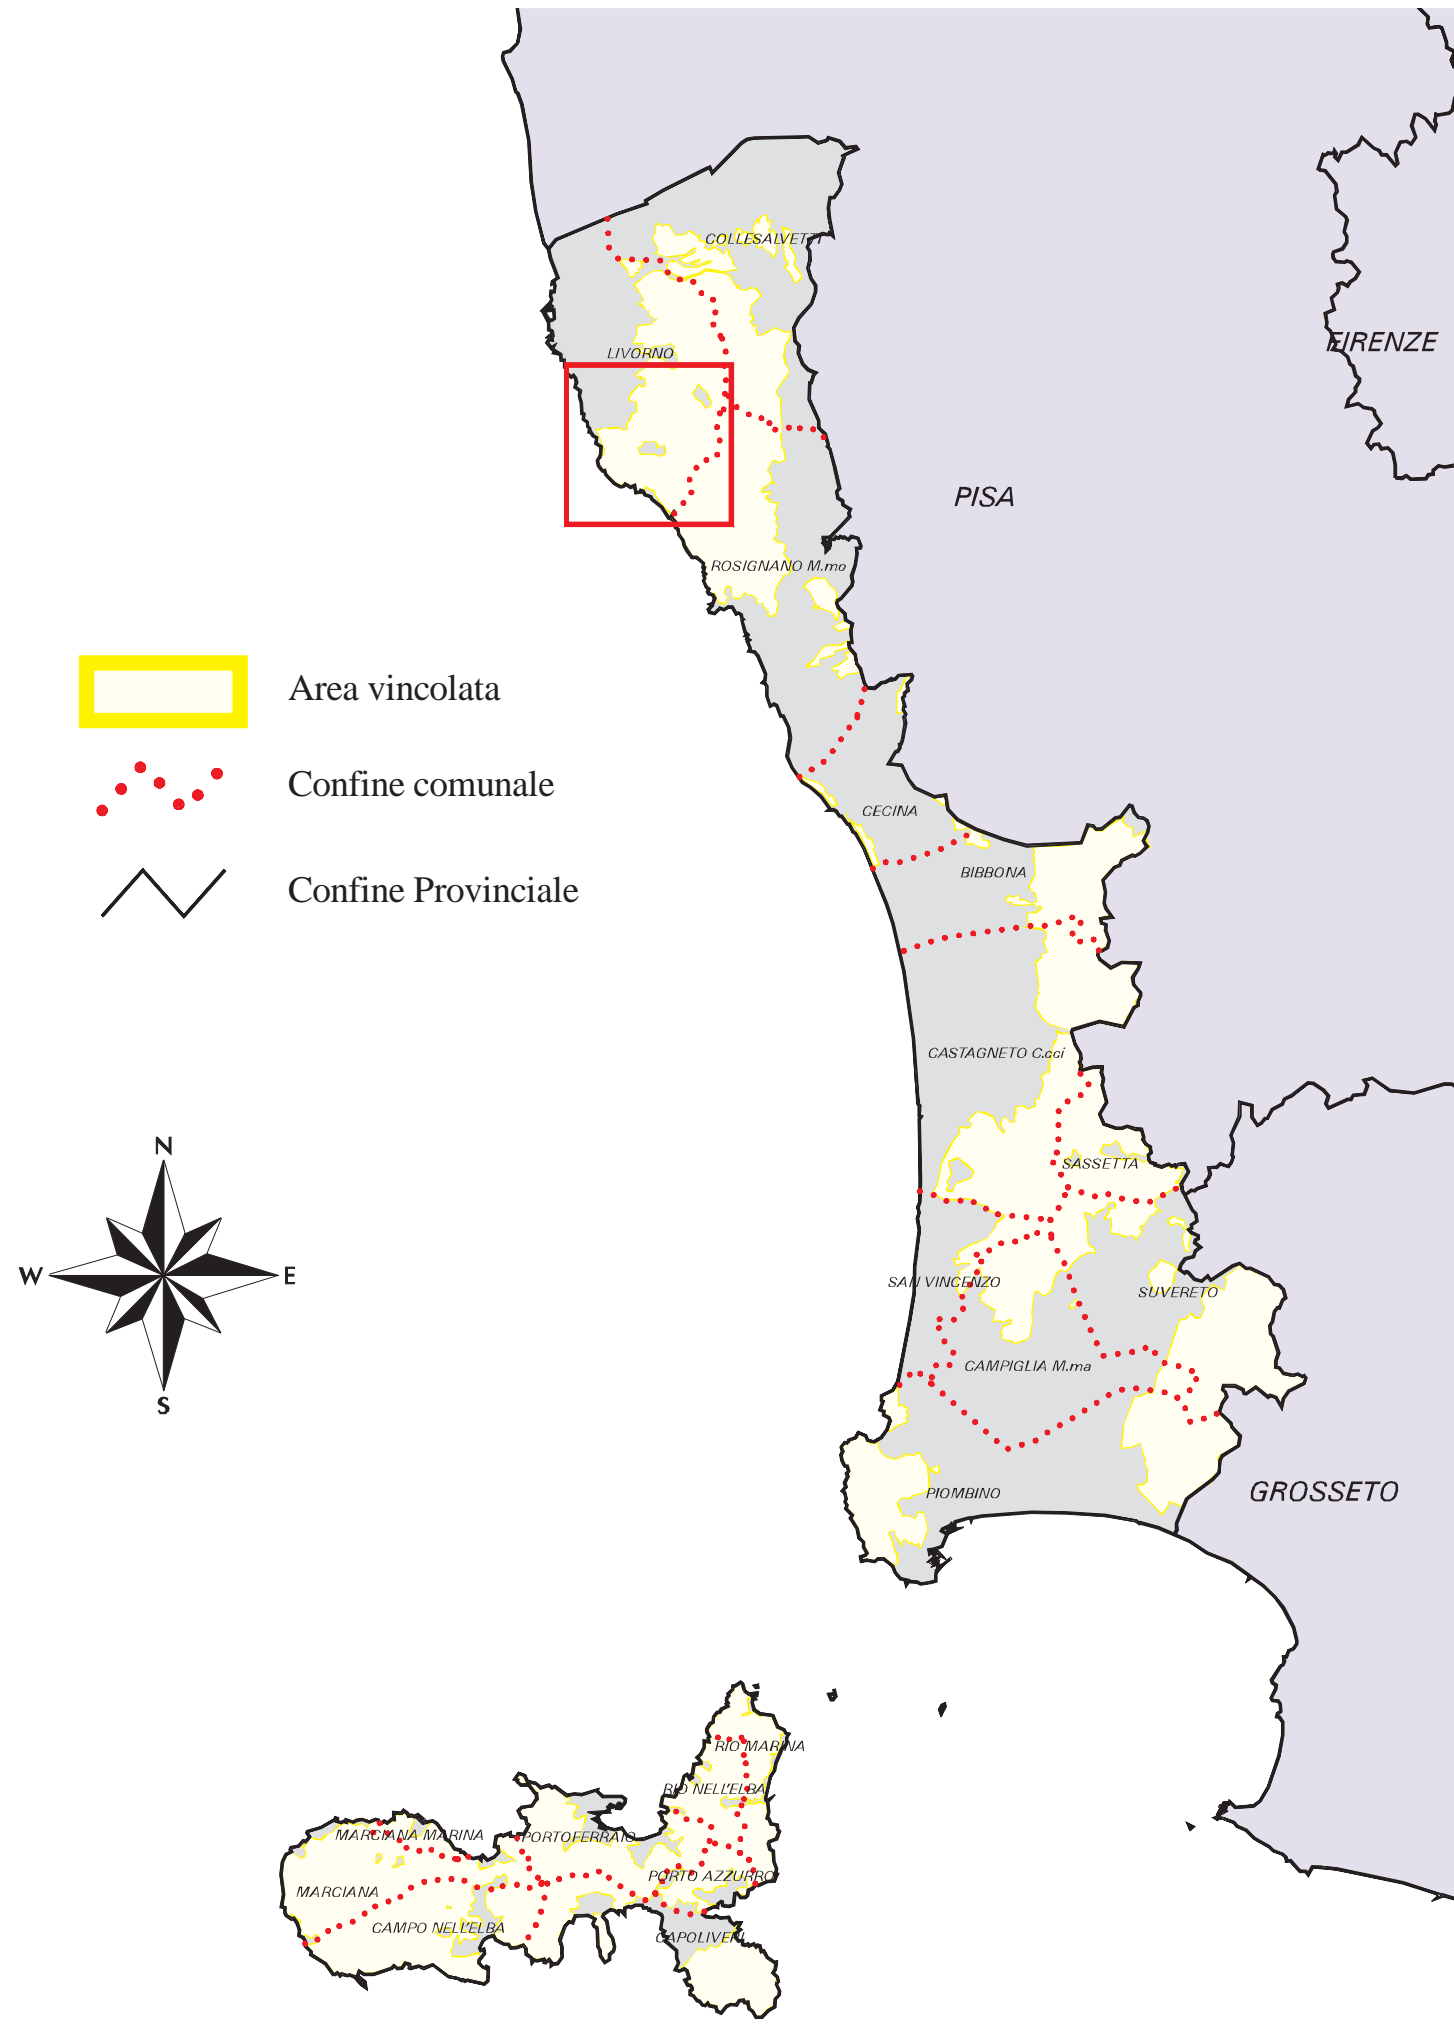 COLLESALVETTI
FIRENZE
LIVORNO
PISA
ROSIGNANO M.mo
Area vincolata
Confine comunale
CECINA
BIBBONA
Confine Provinciale
CASTAGNETO C.cci
N
SASSETTA
W
E
SAN VINCENZO
SUVERETO
CAMPIGLIA M.ma
S
PIOMBINO
GROSSETO
RIO MARINA
RIO NELL'ELBA
MARCIANA MARINA
PORTOFERRAIO
PORTO AZZURRO
MARCIANA
CAMPO NELL'ELBA
CAPOLIVERI